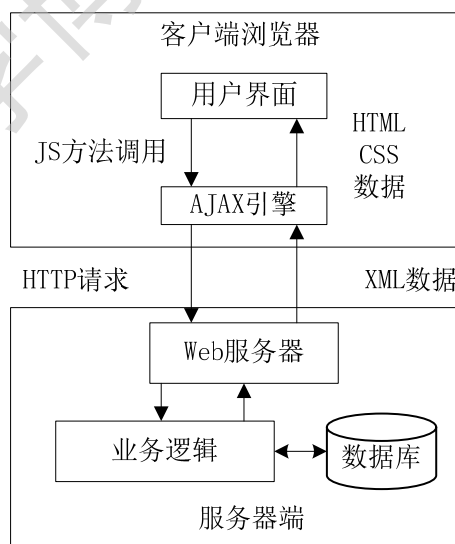 客户端浏览器
用户界面
JS方法调用
HTML
CSS
数据
AJAX引擎
HTTP请求
XML数据
Web服务器
业务逻辑
数据库
服务器端